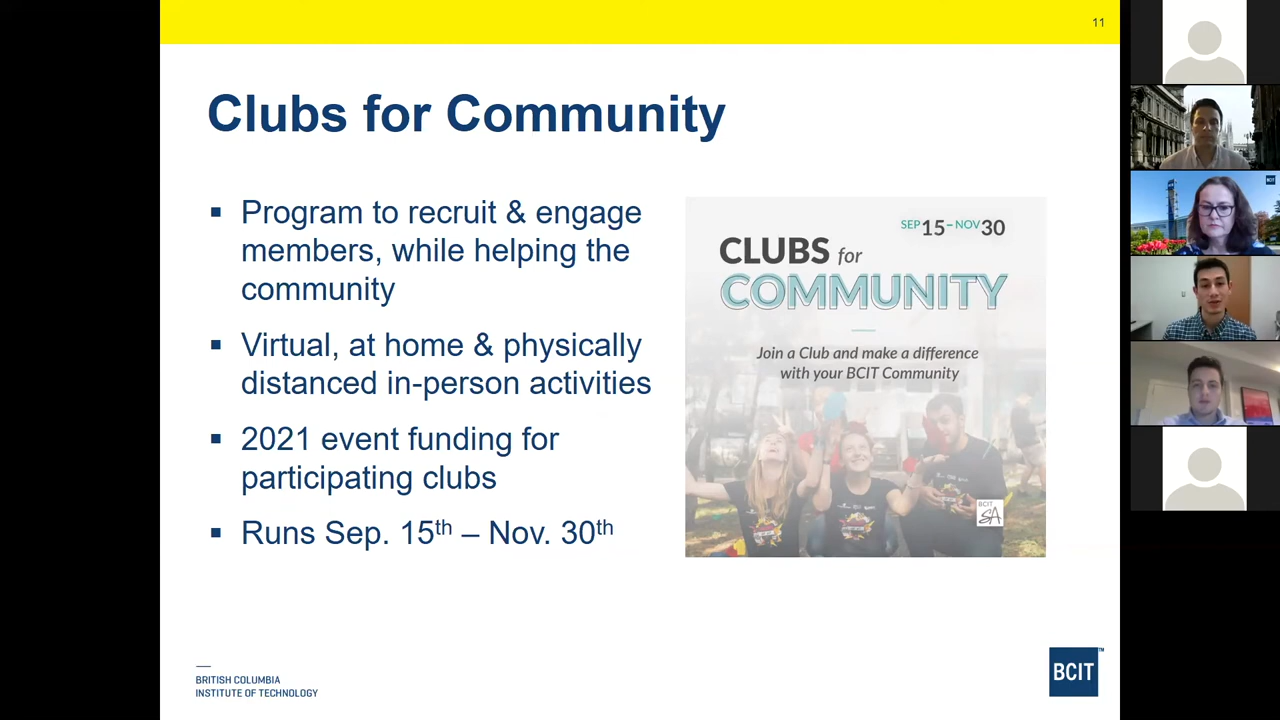 11
Clubs for Community
▪ Program to recruit & engage
members, while helping the
community
▪ Virtual, at home & physically
distanced in-person activities
▪ 2021 event funding for
participating clubs
▪ Runs Sep. 15th – Nov. 30th
SEP 15 – NOV 30
CLUBS for
COMMUNITY
Join a Club and make a difference
with your BCIT Community
BCIT
SA
BRITISH COLUMBIA
INSTITUTE OF TECHNOLOGY
BCIT™
BCIT